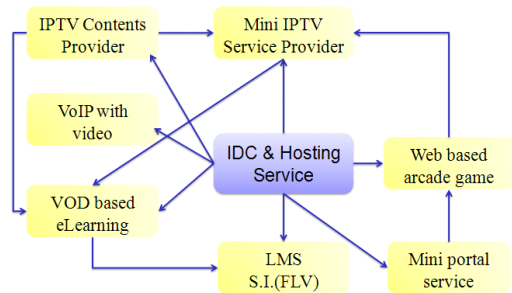 IPTV Contents
Provider
Mini IPTV
Service Provider
VoIP with
video
IDC & Hosting
Service
Web based
arcade game
VOD based
eLearning
LMS
S.I.(FLV)
Mini portal
service